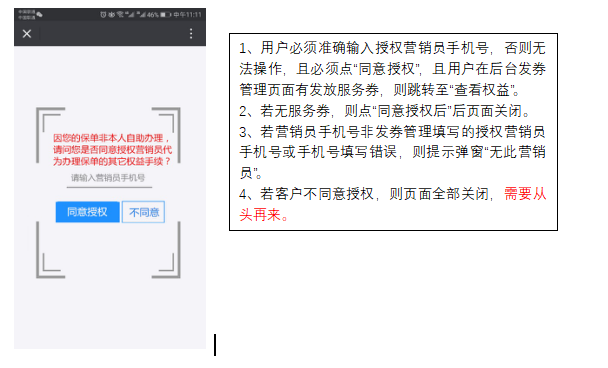 46% 中午11:11
因您的保单非本人自助办理，
请问您是否同意授权营销员代
为办理保单的其它权益手续？
请输入营销员手机号
同意授权 不同意
1、用户必须准确输入授权营销员手机号，否则无
法操作，且必须点“同意授权”，且用户在后台发券
管理页面有发放服务券，则跳转至“查看权益”。
2、若无服务券，则点“同意授权后”后页面关闭。
3、若营销员手机号非发券管理填写的授权营销员
手机号或手机号填写错误，则提示弹窗“无此营销
员”。
4、若客户不同意授权，则页面全部关闭，需要从
头再来。